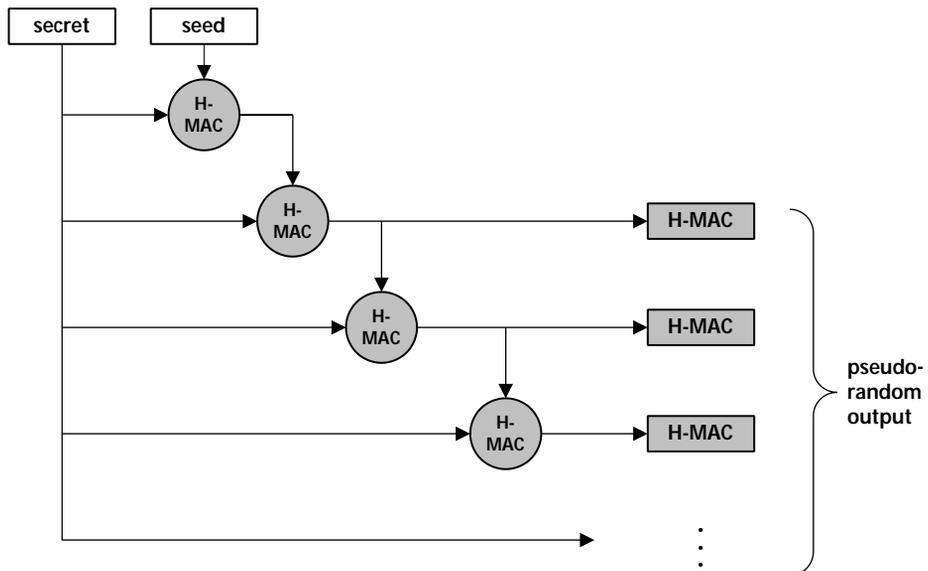 secret
seed
H-
MAC
H-
MAC
H-MAC
H-
MAC
H-MAC
pseudo-
random
output
H-
MAC
H-MAC